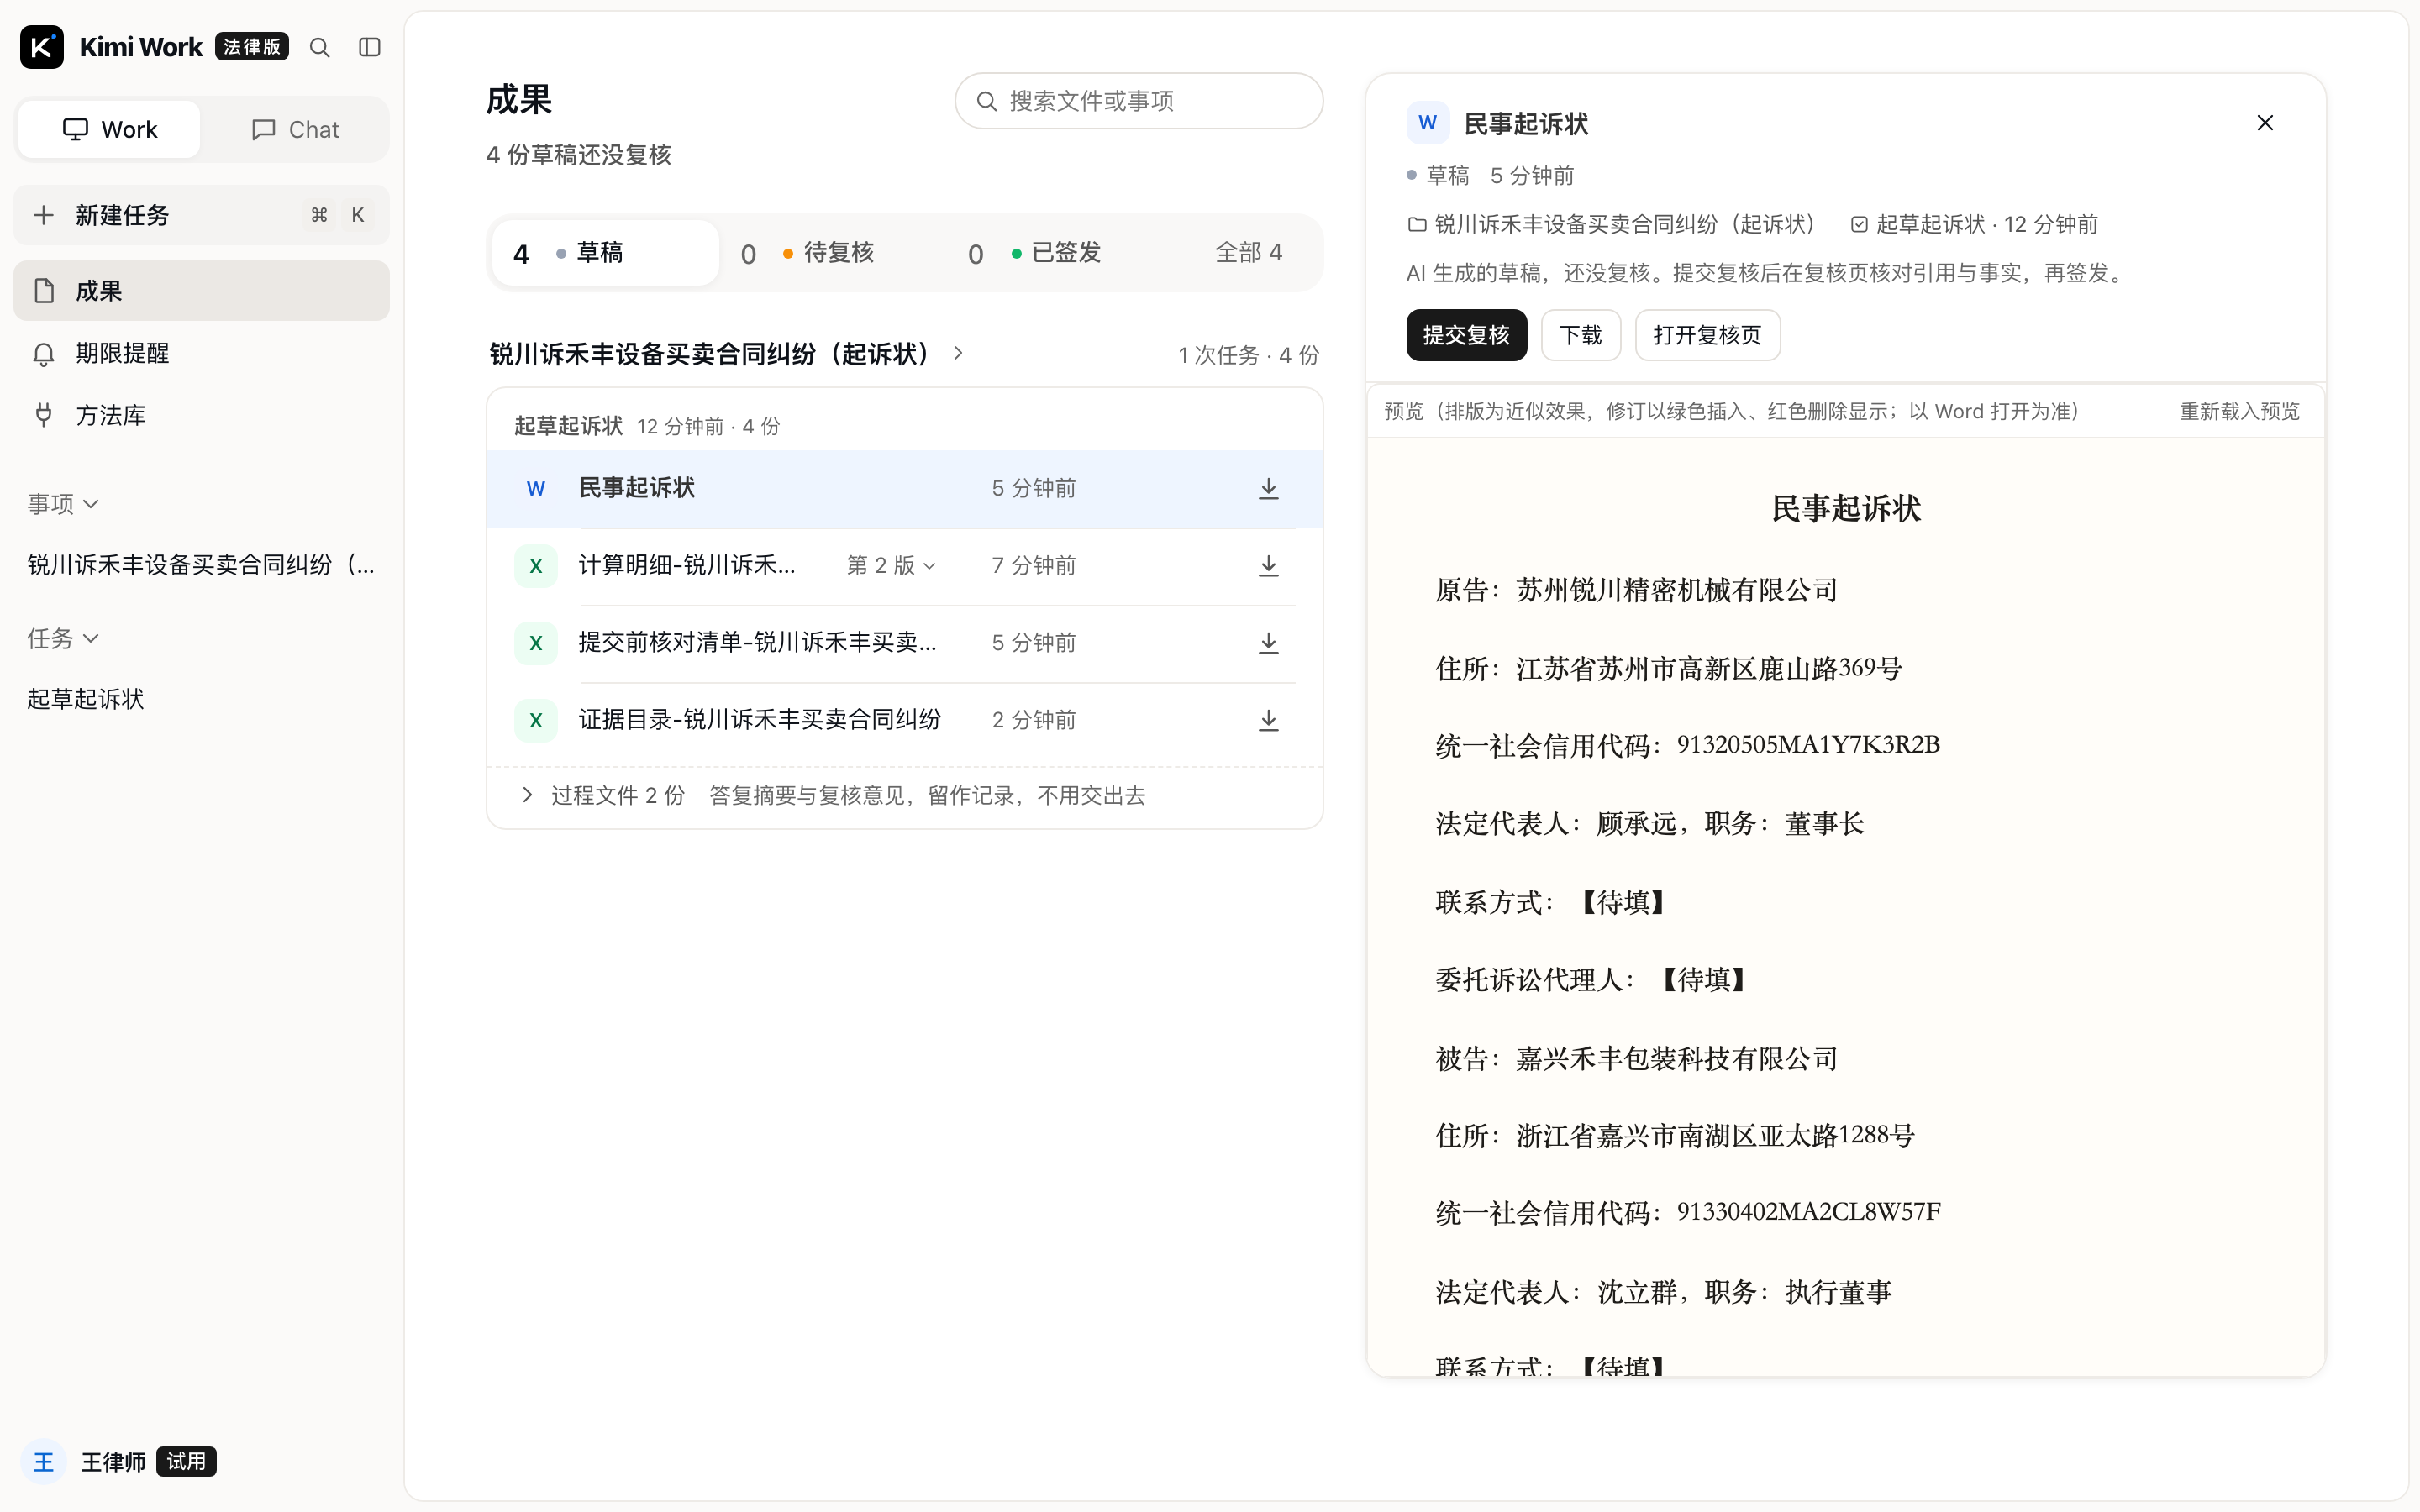 Kimi Work 法律版
Work
Chat
新建任务 ⌘ K
成果
期限提醒
方法库
事项
锐川诉禾丰设备买卖合同纠纷（...
任务
起草起诉状
王 王律师 试用
成果
搜索文件或事项
4 份草稿还没复核
4 草稿
0 待复核
0 已签发
全部 4
锐川诉禾丰设备买卖合同纠纷（起诉状）
1 次任务 · 4 份
起草起诉状 12 分钟前 · 4 份
W 民事起诉状 5 分钟前
X 计算明细-锐川诉禾... 第 2 版 7 分钟前
X 提交前核对清单-锐川诉禾丰买卖... 5 分钟前
X 证据目录-锐川诉禾丰买卖合同纠纷 2 分钟前
过程文件 2 份 答复摘要与复核意见，留作记录，不用交出去
W 民事起诉状
草稿 5 分钟前
锐川诉禾丰设备买卖合同纠纷（起诉状） 起草起诉状 · 12 分钟前
AI 生成的草稿，还没复核。提交复核后在复核页核对引用与事实，再签发。
提交复核 下载 打开复核页
预览（排版为近似效果，修订以绿色插入、红色删除显示；以 Word 打开为准） 重新载入预览
民事起诉状
原告：苏州锐川精密机械有限公司
住所：江苏省苏州市高新区鹿山路369号
统一社会信用代码：91320505MA1Y7K3R2B
法定代表人：顾承远，职务：董事长
联系方式：【待填】
委托诉讼代理人：【待填】
被告：嘉兴禾丰包装科技有限公司
住所：浙江省嘉兴市南湖区亚太路1288号
统一社会信用代码：91330402MA2CL8W57F
法定代表人：沈立群，职务：执行董事
联系方式：【待填】